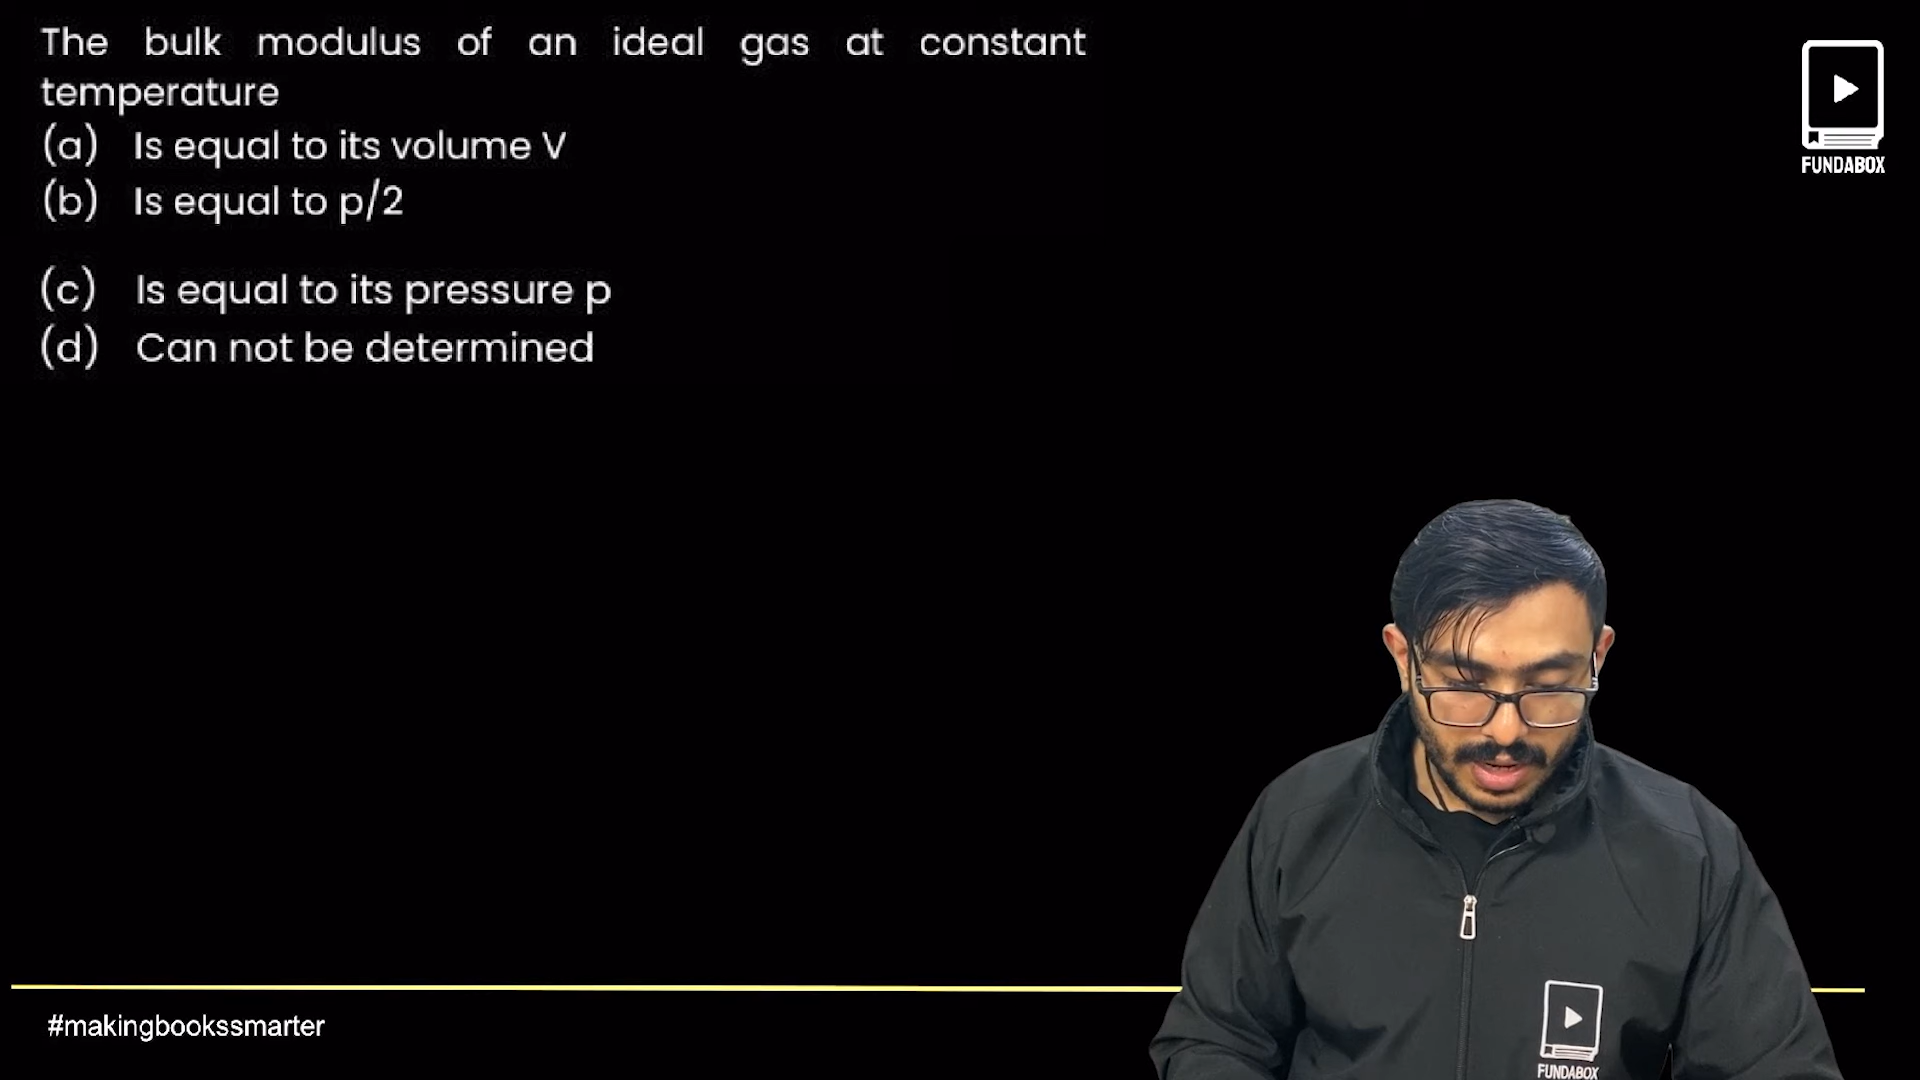 The bulk modulus of an ideal gas at constant
temperature
(a) Is equal to its volume V
(b) Is equal to p/2
(c) Is equal to its pressure p
(d) Can not be determined
FUNDABOX
#makingbookssmarter
FUNDABOX